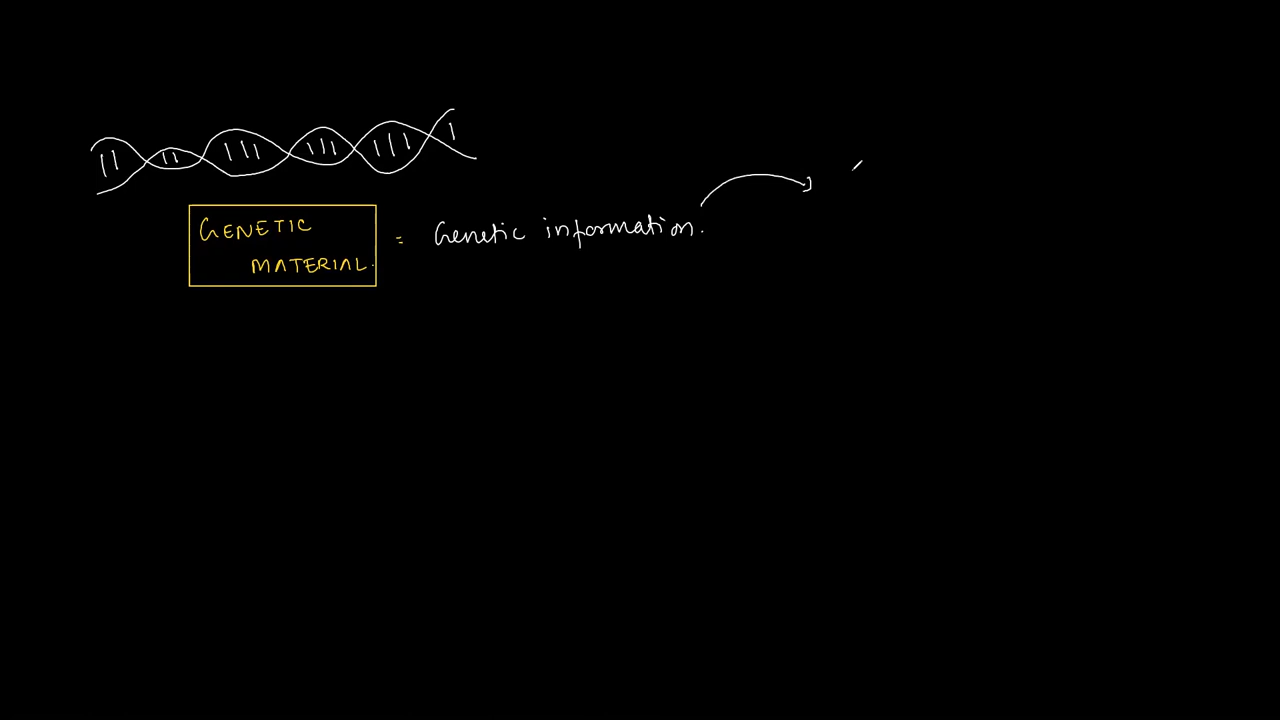 GENETIC
MATERIAL.
= Genetic information.